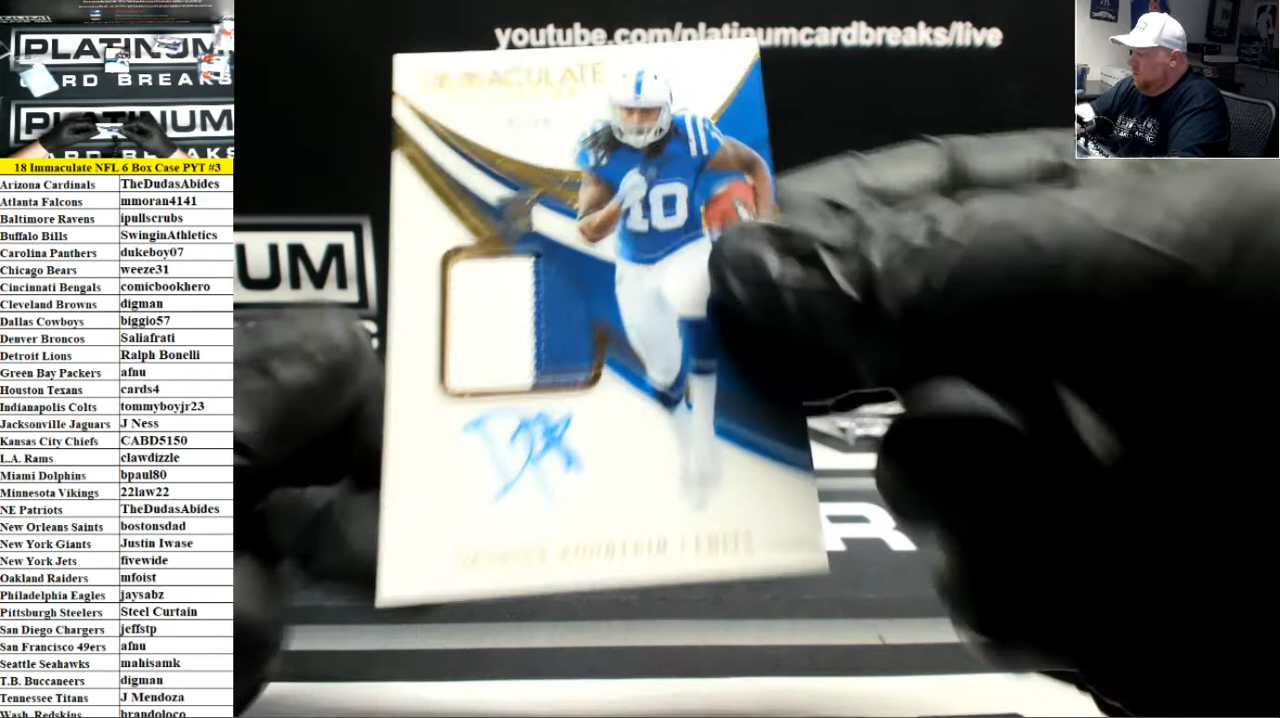 PLATINUM
CARD BREAKS
PLATINUM
CARD BREAKS
18 Immaculate NFL 6 Box Case PYT #3
Arizona Cardinals TheDudasAbides
Atlanta Falcons mmoran4141
Baltimore Ravens ipullscrubs
Buffalo Bills SwinginAthletics
Carolina Panthers dukeboy07
Chicago Bears weeze31
Cincinnati Bengals comicbookhero
Cleveland Browns digman
Dallas Cowboys biggio57
Denver Broncos Saliafrati
Detroit Lions Ralph Bonelli
Green Bay Packers afnu
Houston Texans cards4
Indianapolis Colts tommyboyjr23
Jacksonville Jaguars J Ness
Kansas City Chiefs CABD5150
L.A. Rams clawdizzle
Miami Dolphins bpaul80
Minnesota Vikings 22law22
NE Patriots TheDudasAbides
New Orleans Saints bostonsdad
New York Giants Justin Iwase
New York Jets fivewide
Oakland Raiders mfoist
Philadelphia Eagles jaysabz
Pittsburgh Steelers Steel Curtain
San Diego Chargers jeffstp
San Francisco 49ers afnu
Seattle Seahawks mahisamk
T.B. Buccaneers digman
Tennessee Titans J Mendoza
Wash. Redskins brandoloco
youtube.com/platinumcardbreaks/live
IMMACULATE
10
UM
R